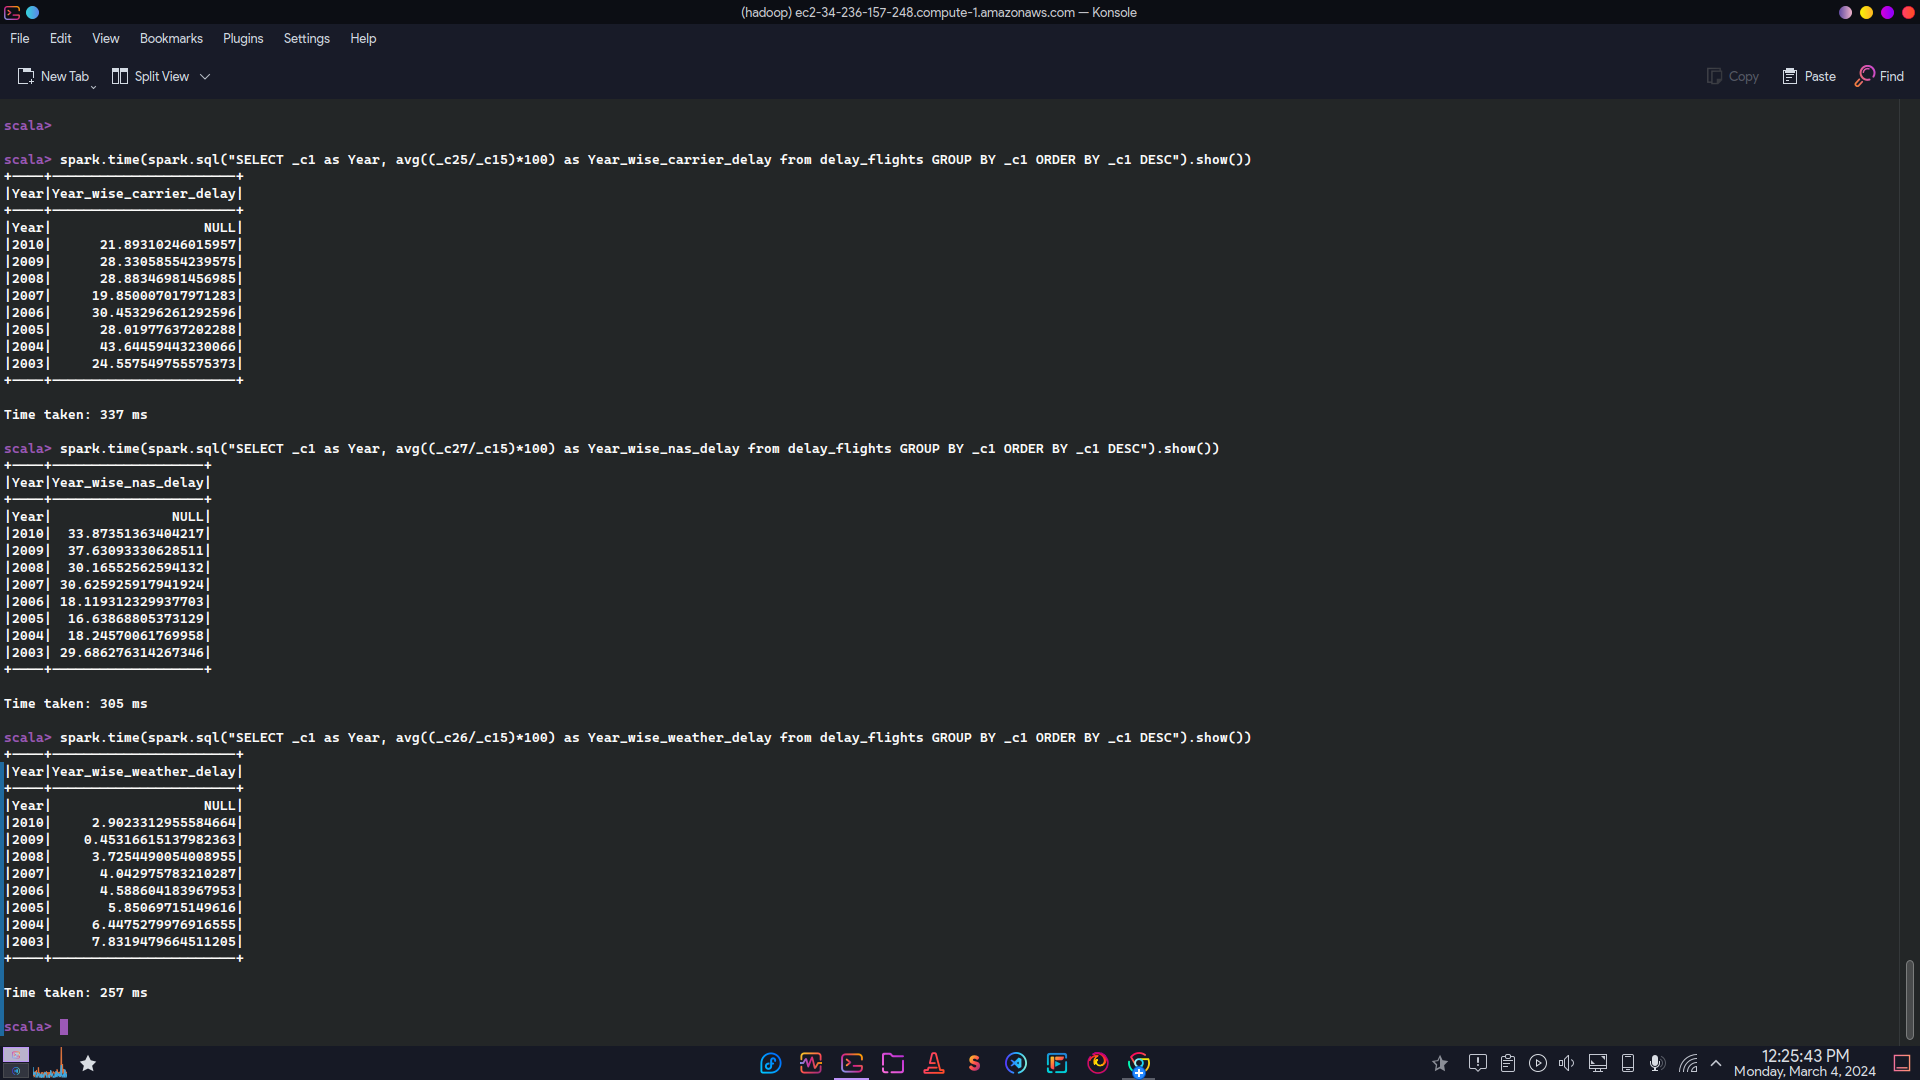 (hadoop) ec2-34-236-157-248.compute-1.amazonaws.com — Konsole
File Edit View Bookmarks Plugins Settings Help
New Tab Split View Copy Paste Find
scala>
scala> spark.time(spark.sql("SELECT _c1 as Year, avg((_c25/_c15)*100) as Year_wise_carrier_delay from delay_flights GROUP BY _c1 ORDER BY _c1 DESC").show())
+----+-----------------------+
|Year|Year_wise_carrier_delay|
+----+-----------------------+
|Year|                   NULL|
|2010|      21.89310246015957|
|2009|      28.33058554239575|
|2008|      28.88346981456985|
|2007|     19.850007017971283|
|2006|     30.453296261292596|
|2005|      28.01977637202288|
|2004|      43.64459443230066|
|2003|     24.557549755575373|
+----+-----------------------+
Time taken: 337 ms
scala> spark.time(spark.sql("SELECT _c1 as Year, avg((_c27/_c15)*100) as Year_wise_nas_delay from delay_flights GROUP BY _c1 ORDER BY _c1 DESC").show())
+----+-------------------+
|Year|Year_wise_nas_delay|
+----+-------------------+
|Year|               NULL|
|2010|  33.87351363404217|
|2009|  37.63093330628511|
|2008|  30.16552562594132|
|2007| 30.625925917941924|
|2006| 18.119312329937703|
|2005|  16.63868805373129|
|2004|  18.24570061769958|
|2003| 29.686276314267346|
+----+-------------------+
Time taken: 305 ms
scala> spark.time(spark.sql("SELECT _c1 as Year, avg((_c26/_c15)*100) as Year_wise_weather_delay from delay_flights GROUP BY _c1 ORDER BY _c1 DESC").show())
+----+-----------------------+
|Year|Year_wise_weather_delay|
+----+-----------------------+
|Year|                   NULL|
|2010|     2.9023312955584664|
|2009|    0.45316615137982363|
|2008|     3.7254490054008955|
|2007|      4.042975783210287|
|2006|      4.588604183967953|
|2005|       5.85069715149616|
|2004|     6.4475279976916555|
|2003|     7.8319479664511205|
+----+-----------------------+
Time taken: 257 ms
scala>
12:25:43 PM
Monday, March 4, 2024